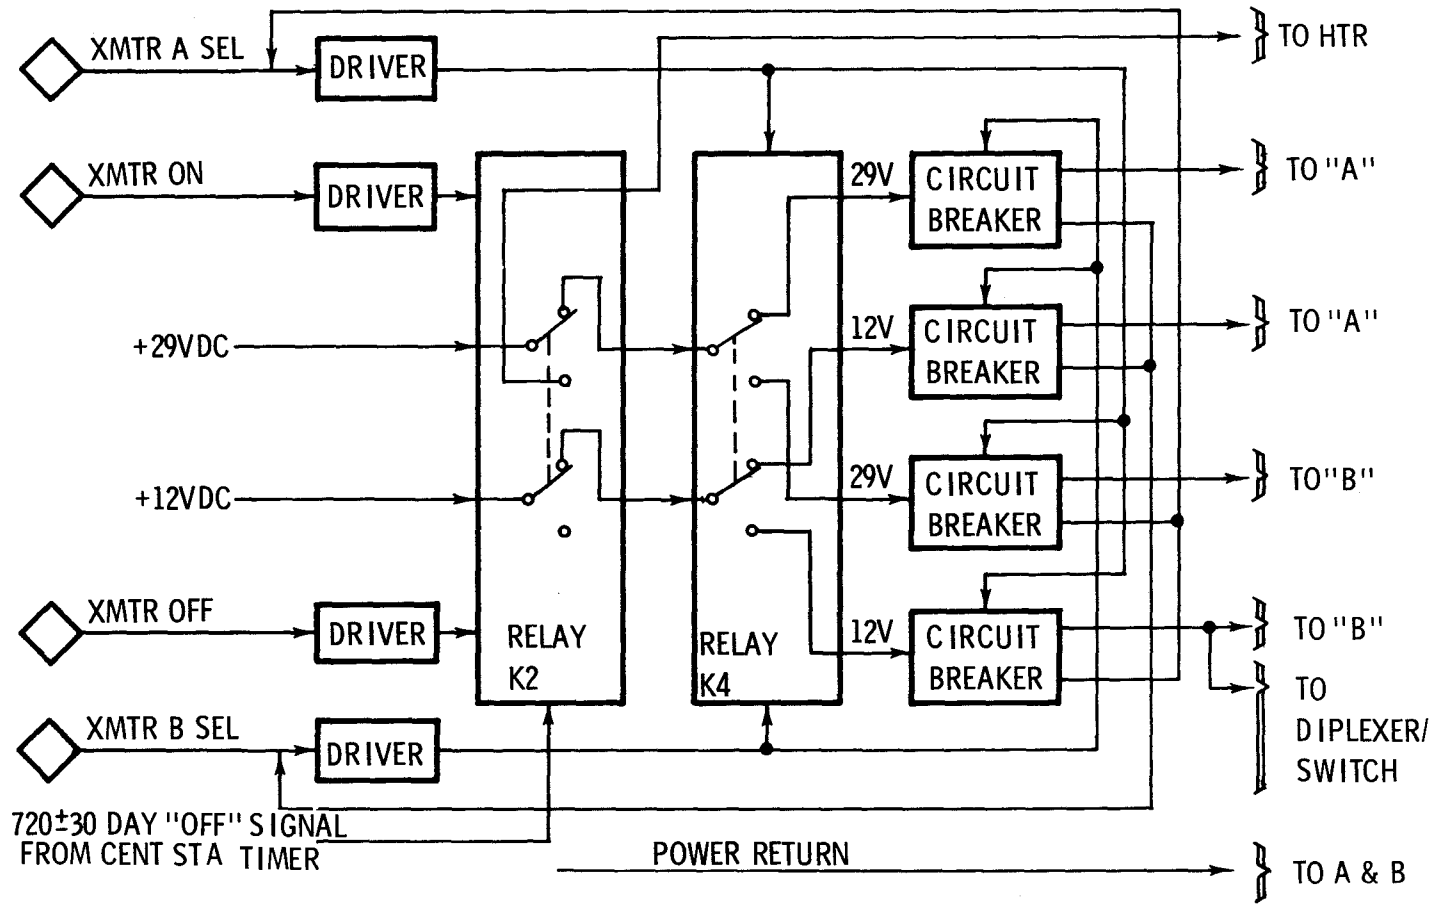 XMTR A SEL
DRIVER
TO HTR
XMTR ON
DRIVER
29V
CIRCUIT
BREAKER
TO "A"
+29VDC
12V
CIRCUIT
BREAKER
TO "A"
+12VDC
29V
CIRCUIT
BREAKER
TO "B"
XMTR OFF
DRIVER
RELAY
K2
RELAY
K4
12V
CIRCUIT
BREAKER
TO "B"
TO
DIPLEXER/
SWITCH
XMTR B SEL
DRIVER
720±30 DAY "OFF" SIGNAL
FROM CENT STA TIMER
POWER RETURN
TO A & B